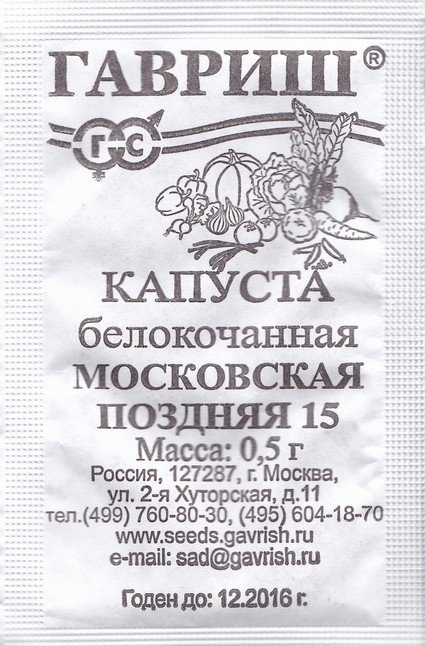 ГАВРИШ®
Г С
КАПУСТА
белокочанная
МОСКОВСКАЯ
ПОЗДНЯЯ 15
Масса: 0,5 г
Россия, 127287, г. Москва,
ул. 2-я Хуторская, д.11
тел.(499) 760-80-30, (495) 604-18-70
www.seeds.gavrish.ru
e-mail: sad@gavrish.ru
Годен до: 12.2016 г.